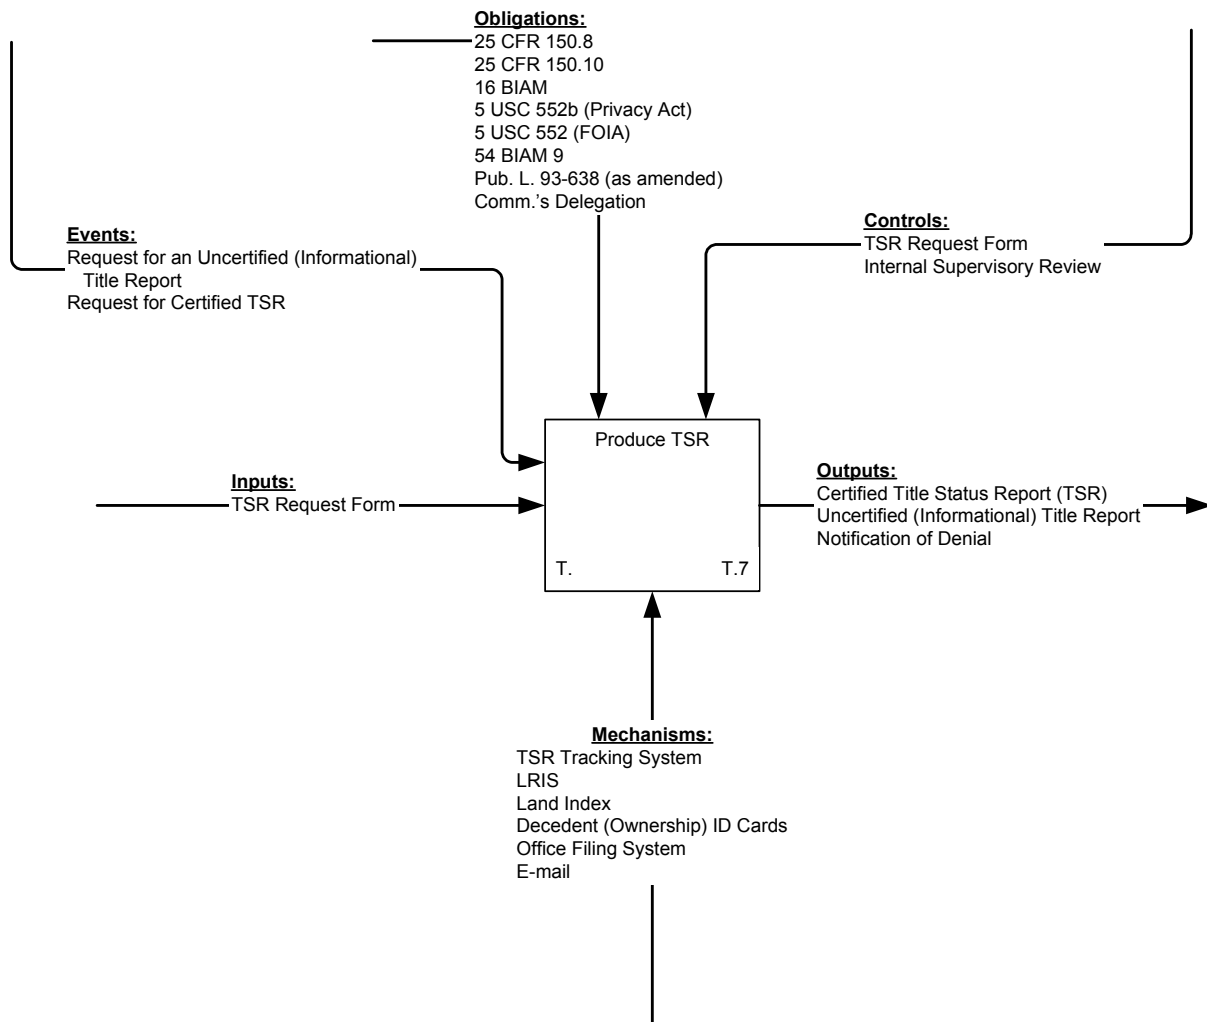 Obligations:
25 CFR 150.8
25 CFR 150.10
16 BIAM
5 USC 552b (Privacy Act)
5 USC 552 (FOIA)
54 BIAM 9
Pub. L. 93-638 (as amended)
Comm.'s Delegation
Events:
Request for an Uncertified (Informational)
Title Report
Request for Certified TSR
Controls:
TSR Request Form
Internal Supervisory Review
Produce TSR
T.
T.7
Inputs:
TSR Request Form
Outputs:
Certified Title Status Report (TSR)
Uncertified (Informational) Title Report
Notification of Denial
Mechanisms:
TSR Tracking System
LRIS
Land Index
Decedent (Ownership) ID Cards
Office Filing System
E-mail